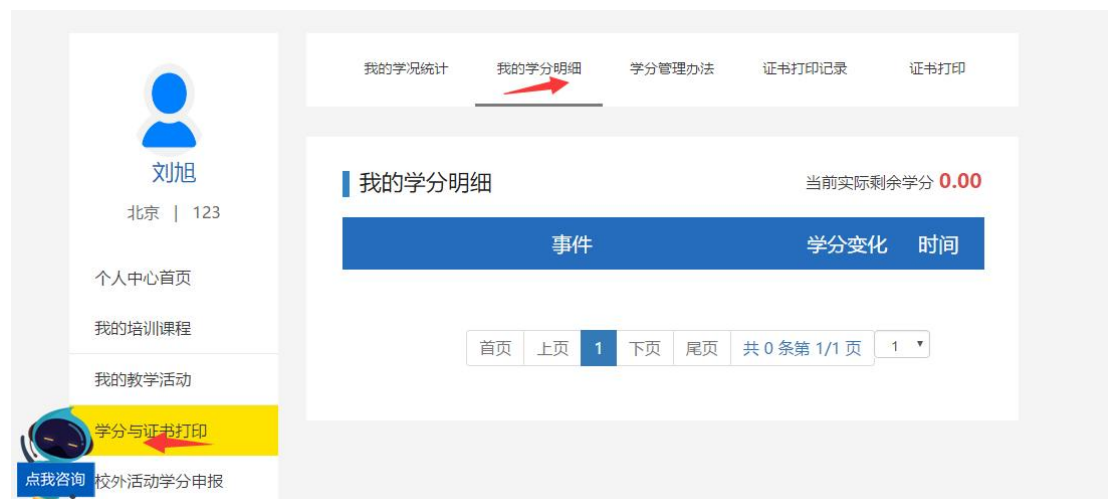 我的学况统计 我的学分明细 学分管理办法 证书打印记录 证书打印
刘旭
北京 | 123
个人中心首页
我的培训课程
我的教学活动
学分与证书打印
校外活动学分申报
点我咨询
我的学分明细 当前实际剩余学分 0.00
事件 学分变化 时间
首页 上页 1 下页 尾页 共 0 条第 1/1 页 1